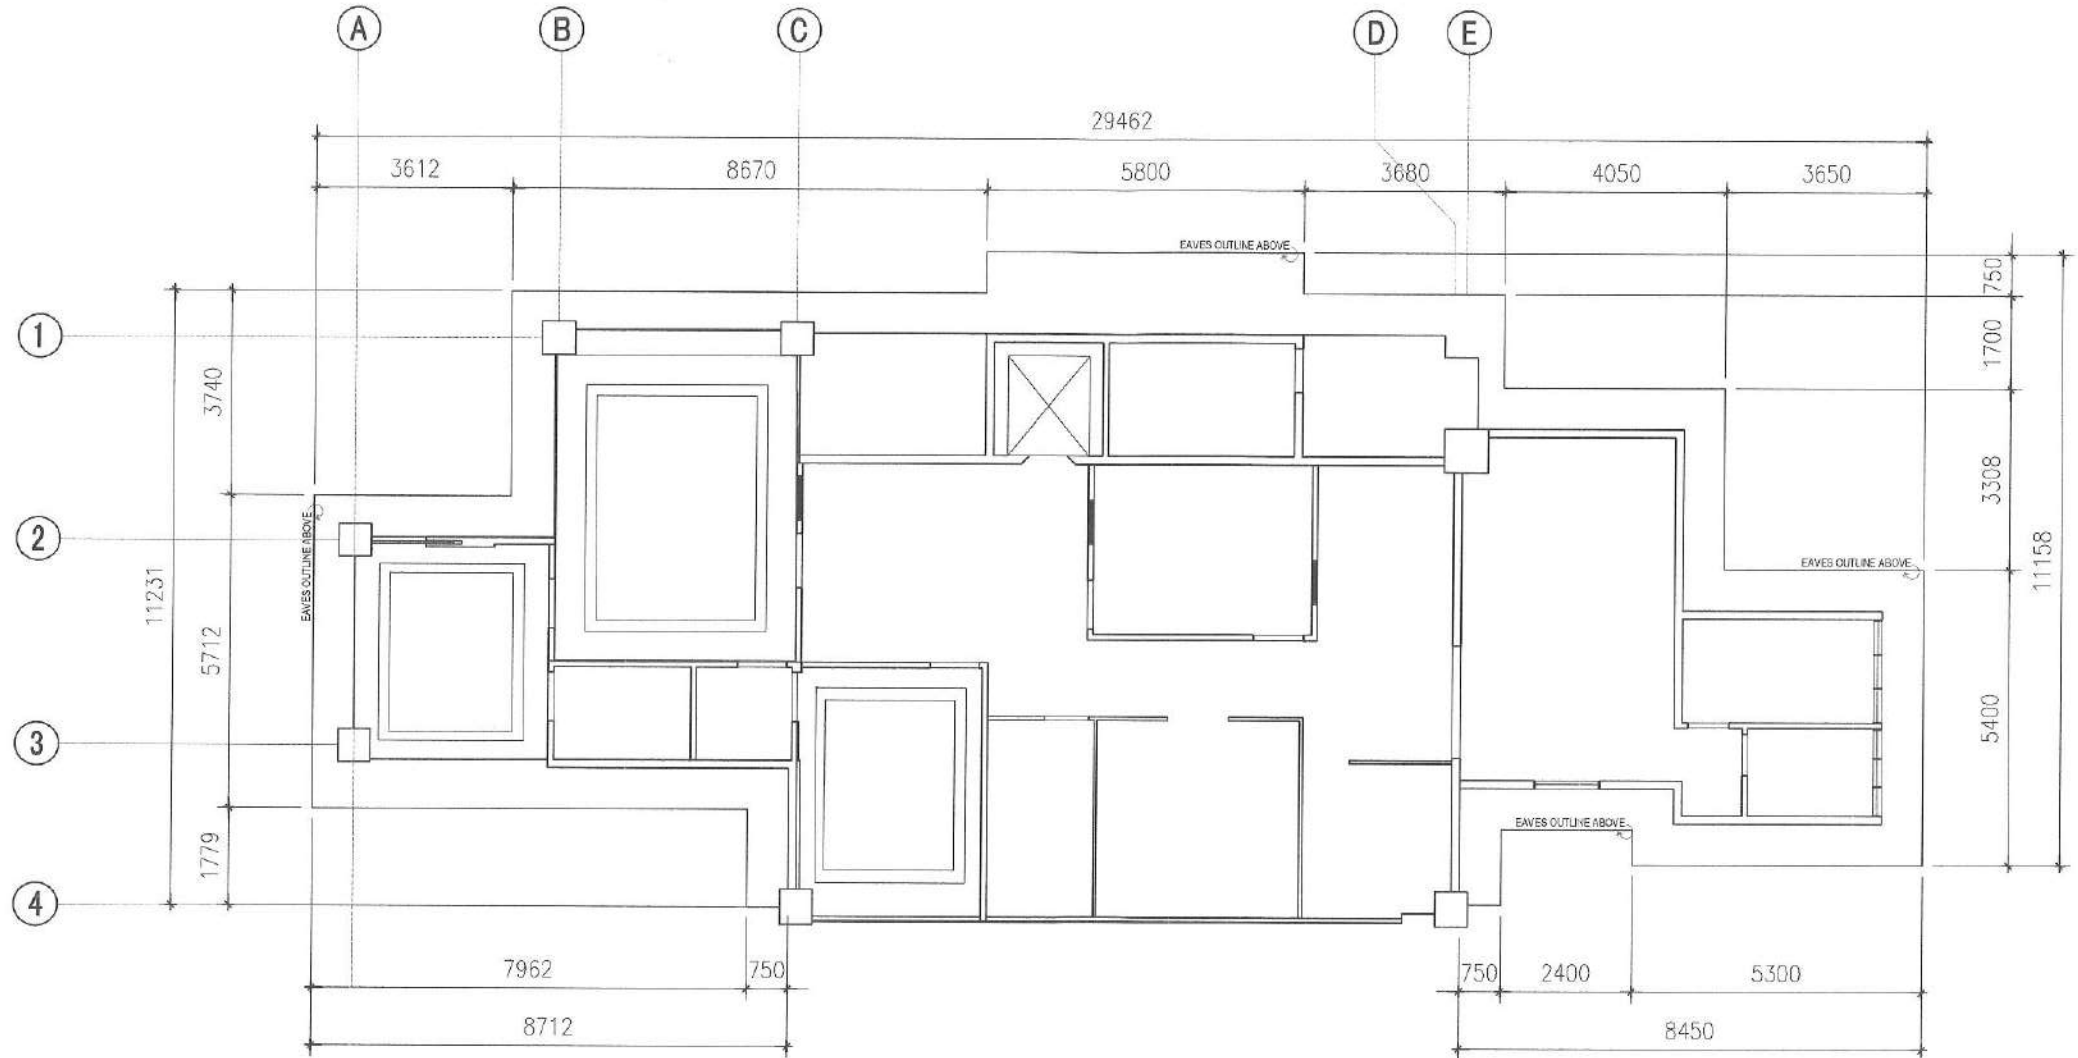 A B C D E
29462
3612 8670 5800 3680 4050 3650
EAVES OUTLINE ABOVE
750
1
1700
3740
3308
EAVES OUTLINE ABOVE
2
11158
EAVES OUTLINE ABOVE
11231
5712
5400
3
EAVES OUTLINE ABOVE
1779
4
7962 750 750 2400 5300
8712 8450